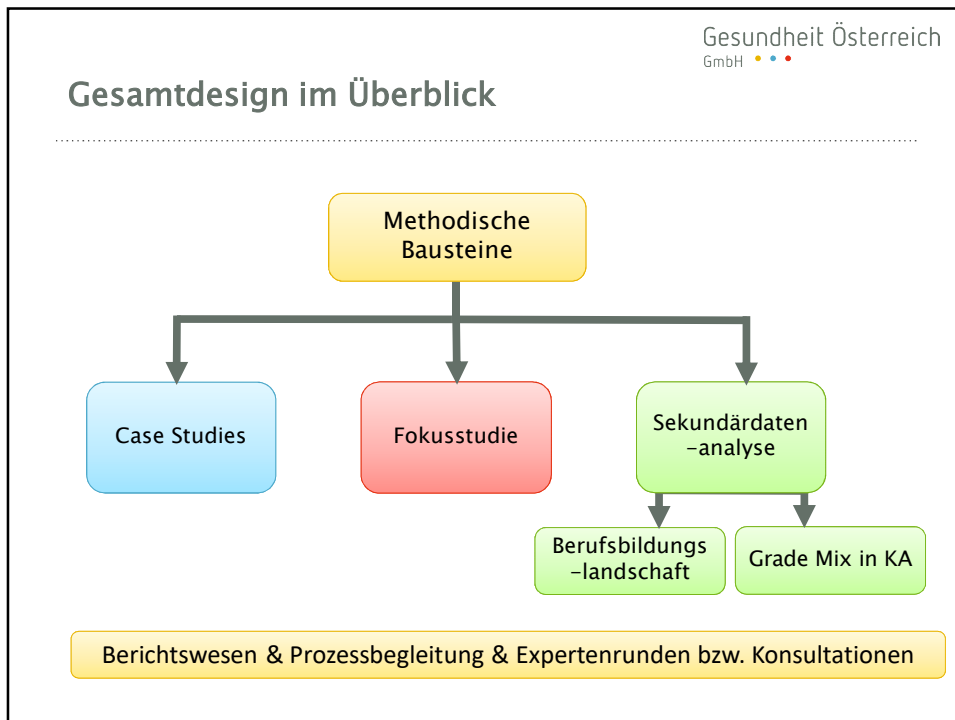 Gesundheit Österreich
GmbH
Gesamtdesign im Überblick
Methodische
Bausteine
Case Studies
Fokusstudie
Sekundärdaten
-analyse
Berufsbildungs
-landschaft
Grade Mix in KA
Berichtswesen & Prozessbegleitung & Expertenrunden bzw. Konsultationen